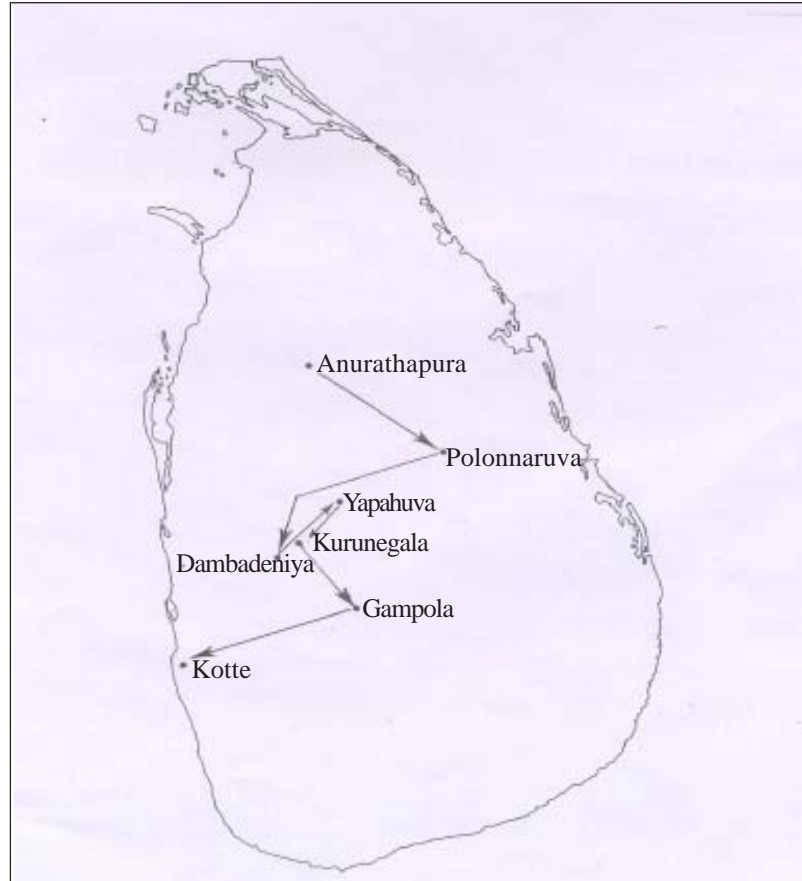 Anurathapura
Polonnaruva
Yapahuva
Kurunegala
Dambadeniya
Gampola
Kotte